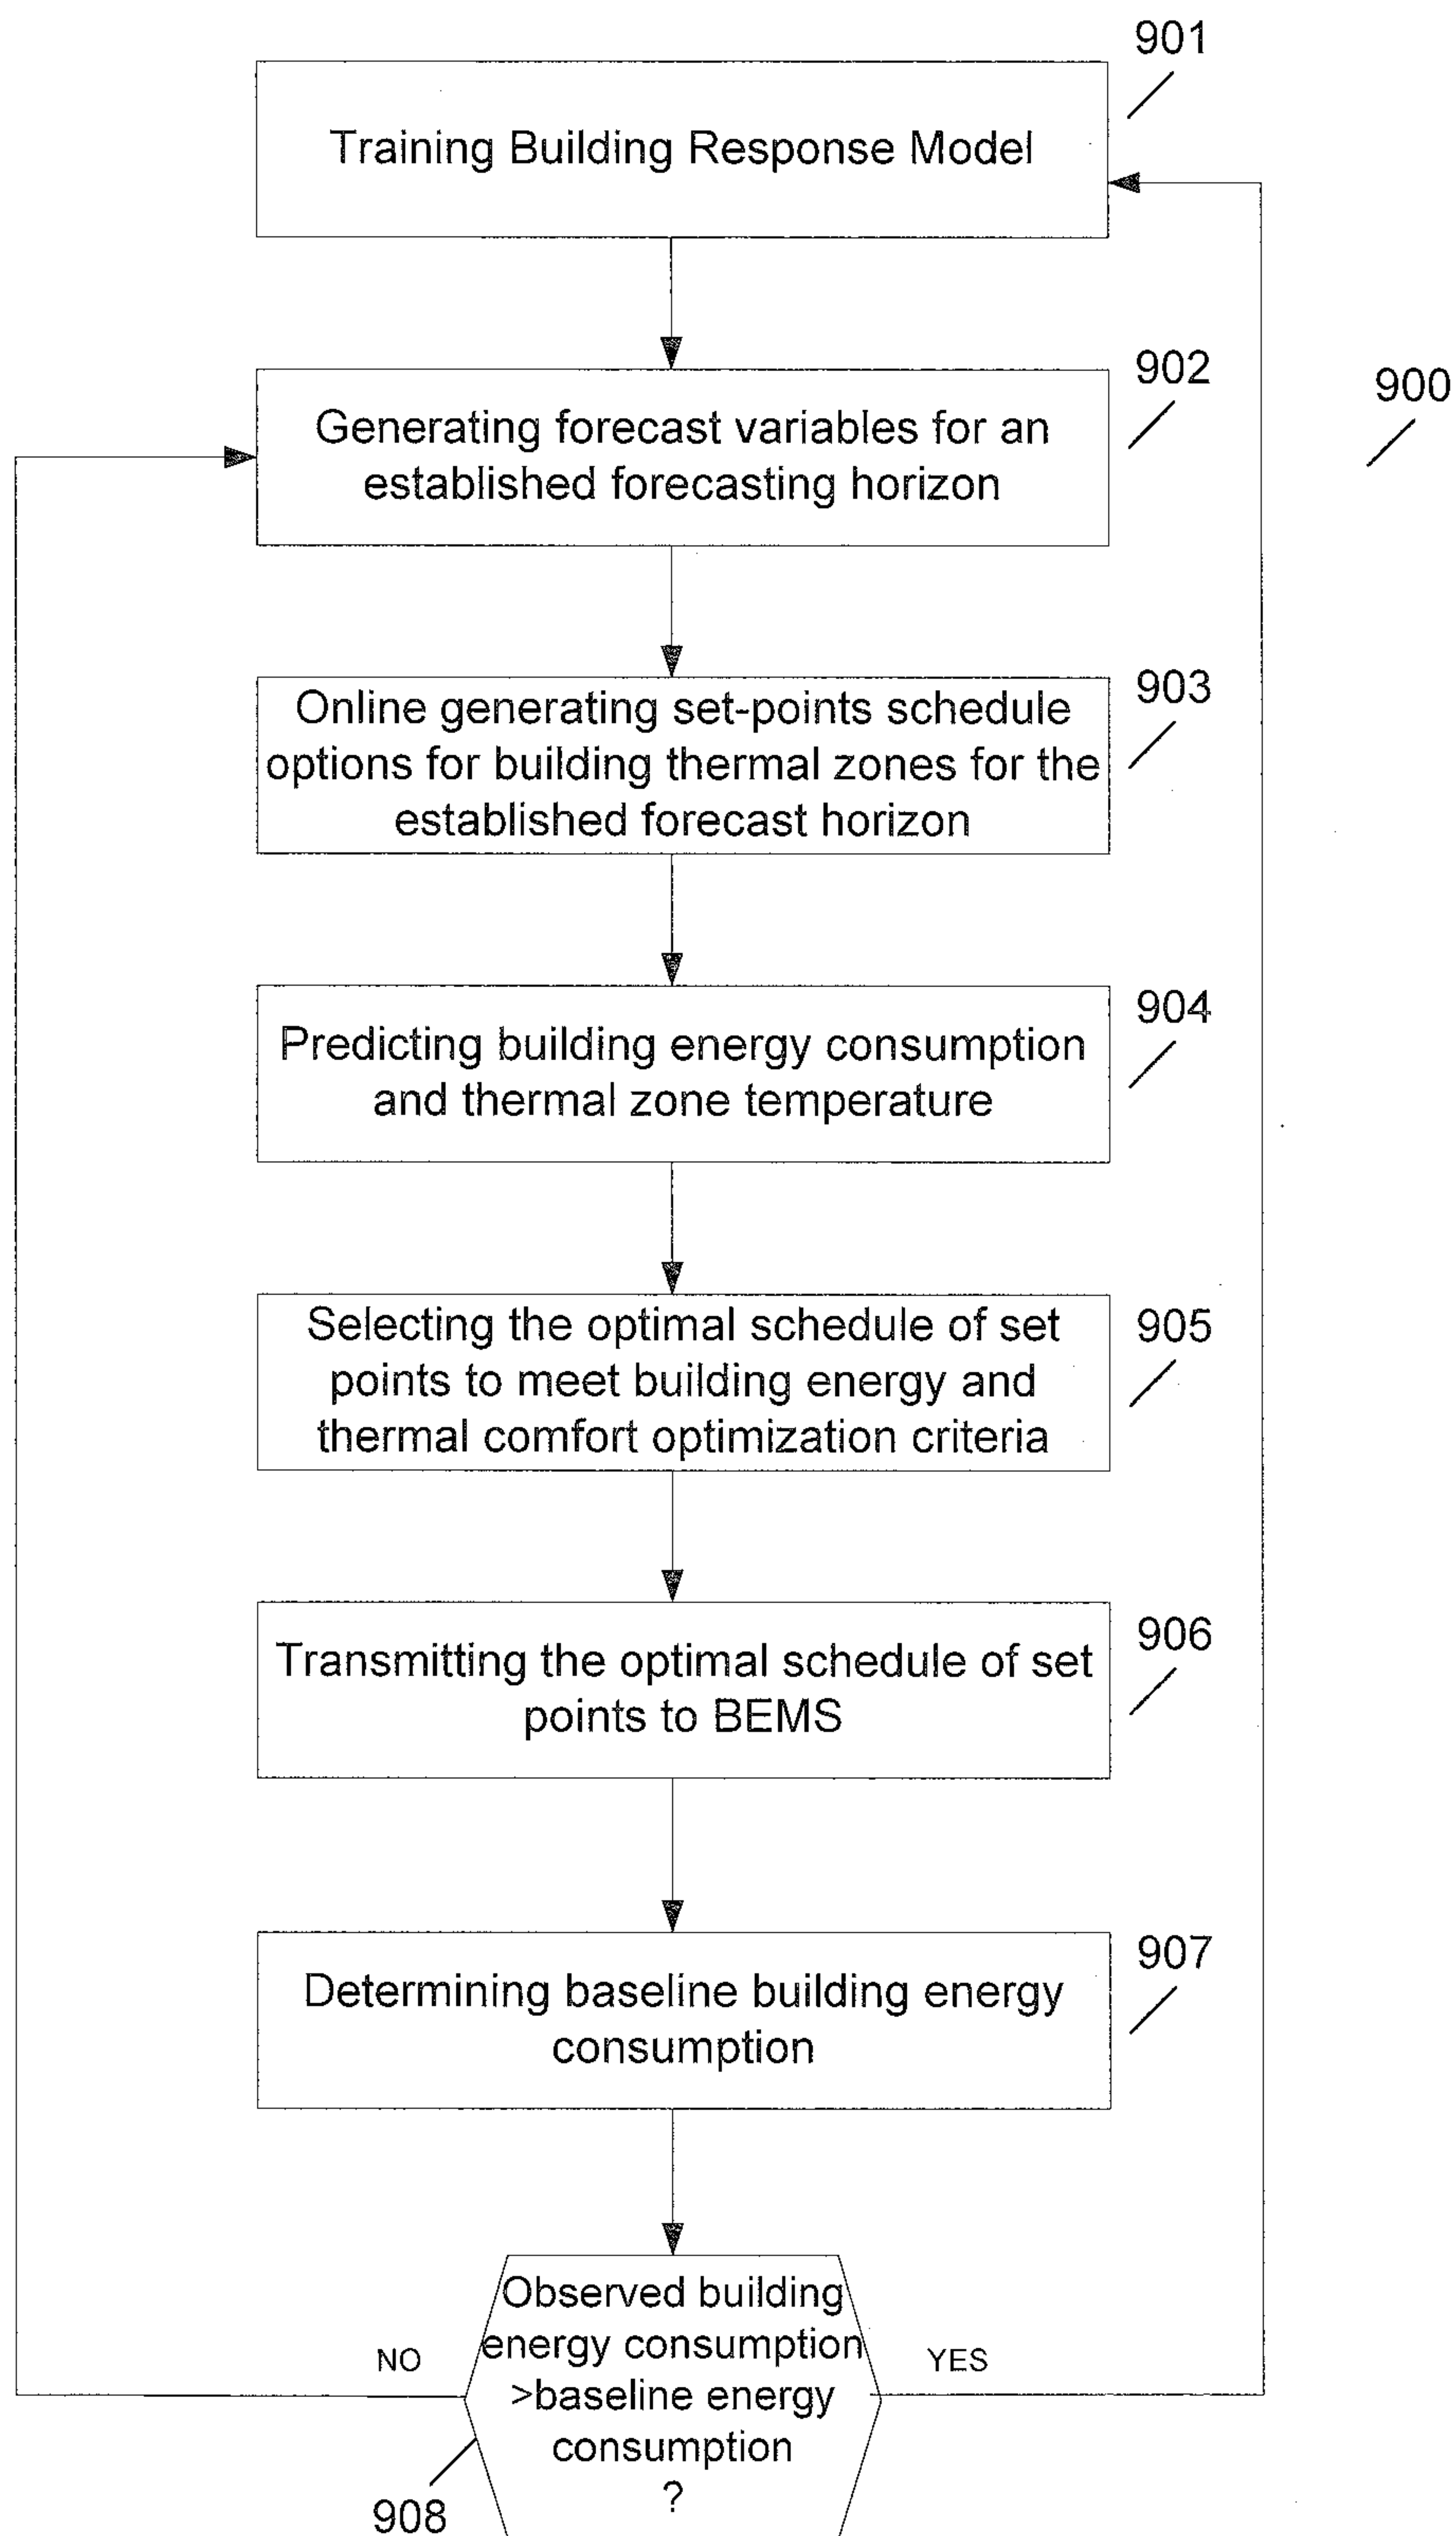 901
Training Building Response Model
902
900
Generating forecast variables for an
established forecasting horizon
903
Online generating set-points schedule
options for building thermal zones for the
established forecast horizon
904
Predicting building energy consumption
and thermal zone temperature
905
Selecting the optimal schedule of set
points to meet building energy and
thermal comfort optimization criteria
906
Transmitting the optimal schedule of set
points to BEMS
907
Determining baseline building energy
consumption
Observed building
energy consumption
>baseline energy
consumption
?
NO
YES
908